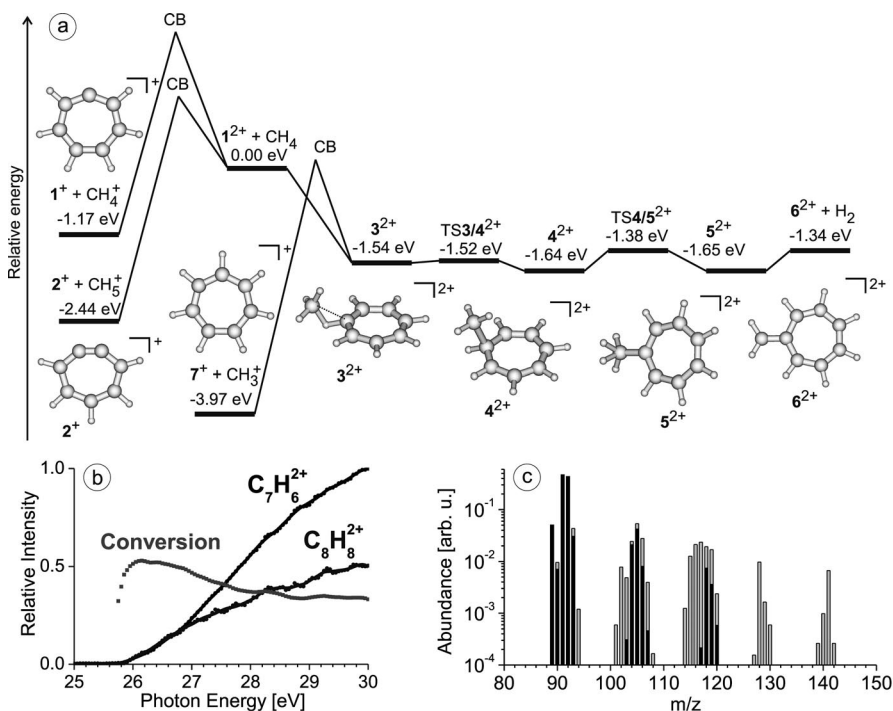 a
CB
CB
1²⁺ + CH₄
0.00 eV
CB
Relative energy
1⁺ + CH₄⁺
-1.17 eV
2⁺ + CH₅⁺
-2.44 eV
7⁺ + CH₃⁺
-3.97 eV
3²⁺
-1.54 eV
TS3/4²⁺
-1.52 eV
4²⁺
-1.64 eV
TS4/5²⁺
-1.38 eV
5²⁺
-1.65 eV
6²⁺ + H₂
-1.34 eV
+
+
+
2+
2+
2+
2+
2⁺
3²⁺
4²⁺
5²⁺
6²⁺
b
Relative Intensity
1.0
0.5
0.0
C₇H₆²⁺
Conversion
C₈H₈²⁺
25 26 27 28 29 30
Photon Energy [eV]
c
Abundance [arb. u.]
10⁻¹
10⁻²
10⁻³
10⁻⁴
80 90 100 110 120 130 140 150
m/z